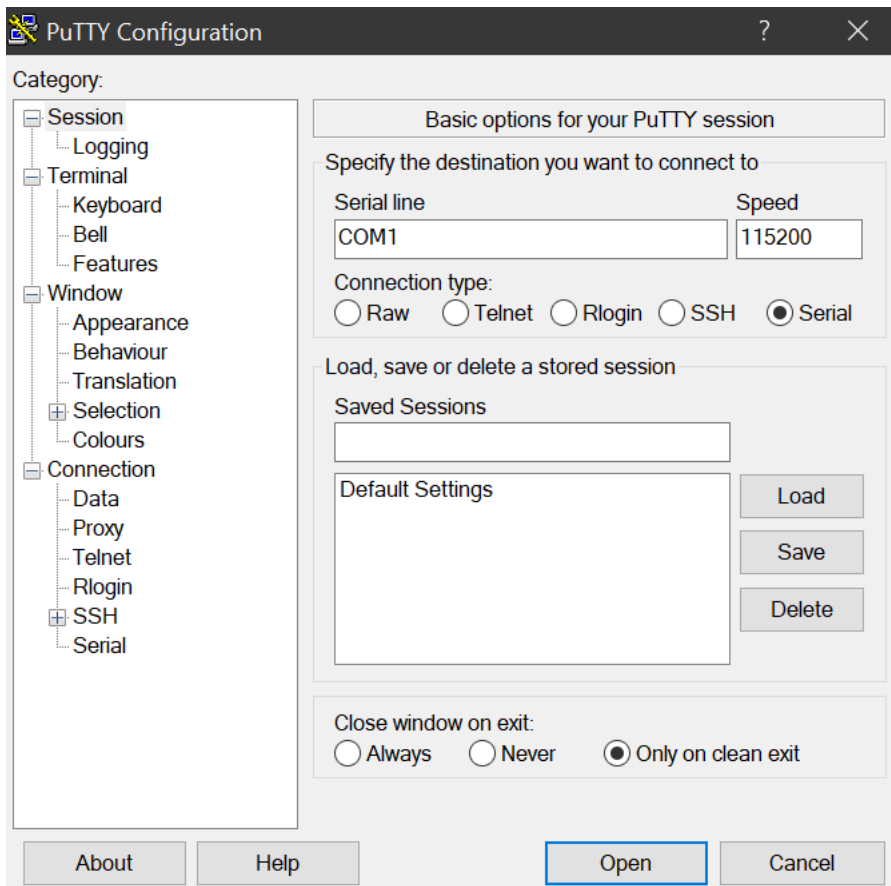 PuTTY Configuration
?
Category:
Session
Logging
Terminal
Keyboard
Bell
Features
Window
Appearance
Behaviour
Translation
Selection
Colours
Connection
Data
Proxy
Telnet
Rlogin
SSH
Serial
Basic options for your PuTTY session
Specify the destination you want to connect to
Serial line Speed
COM1 115200
Connection type:
Raw Telnet Rlogin SSH Serial
Load, save or delete a stored session
Saved Sessions
Default Settings
Load
Save
Delete
Close window on exit:
Always Never Only on clean exit
About Help Open Cancel